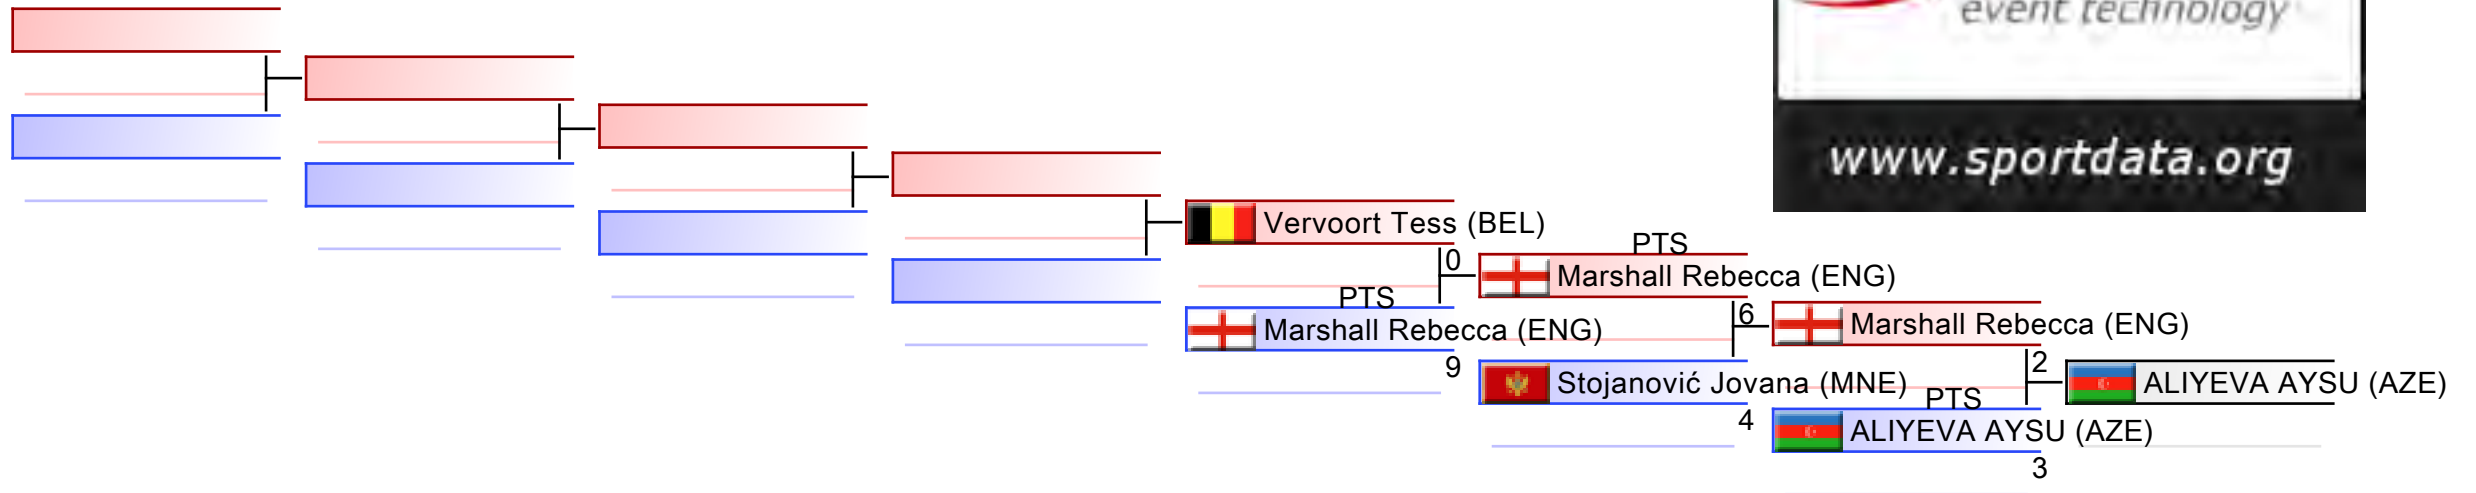 event technology
www.sportdata.org
Vervoort Tess (BEL)
0
PTS
Marshall Rebecca (ENG)
9
PTS
Marshall Rebecca (ENG)
6
Stojanović Jovana (MNE)
4
Marshall Rebecca (ENG)
2
PTS
ALIYEVA AYSU (AZE)
3
ALIYEVA AYSU (AZE)